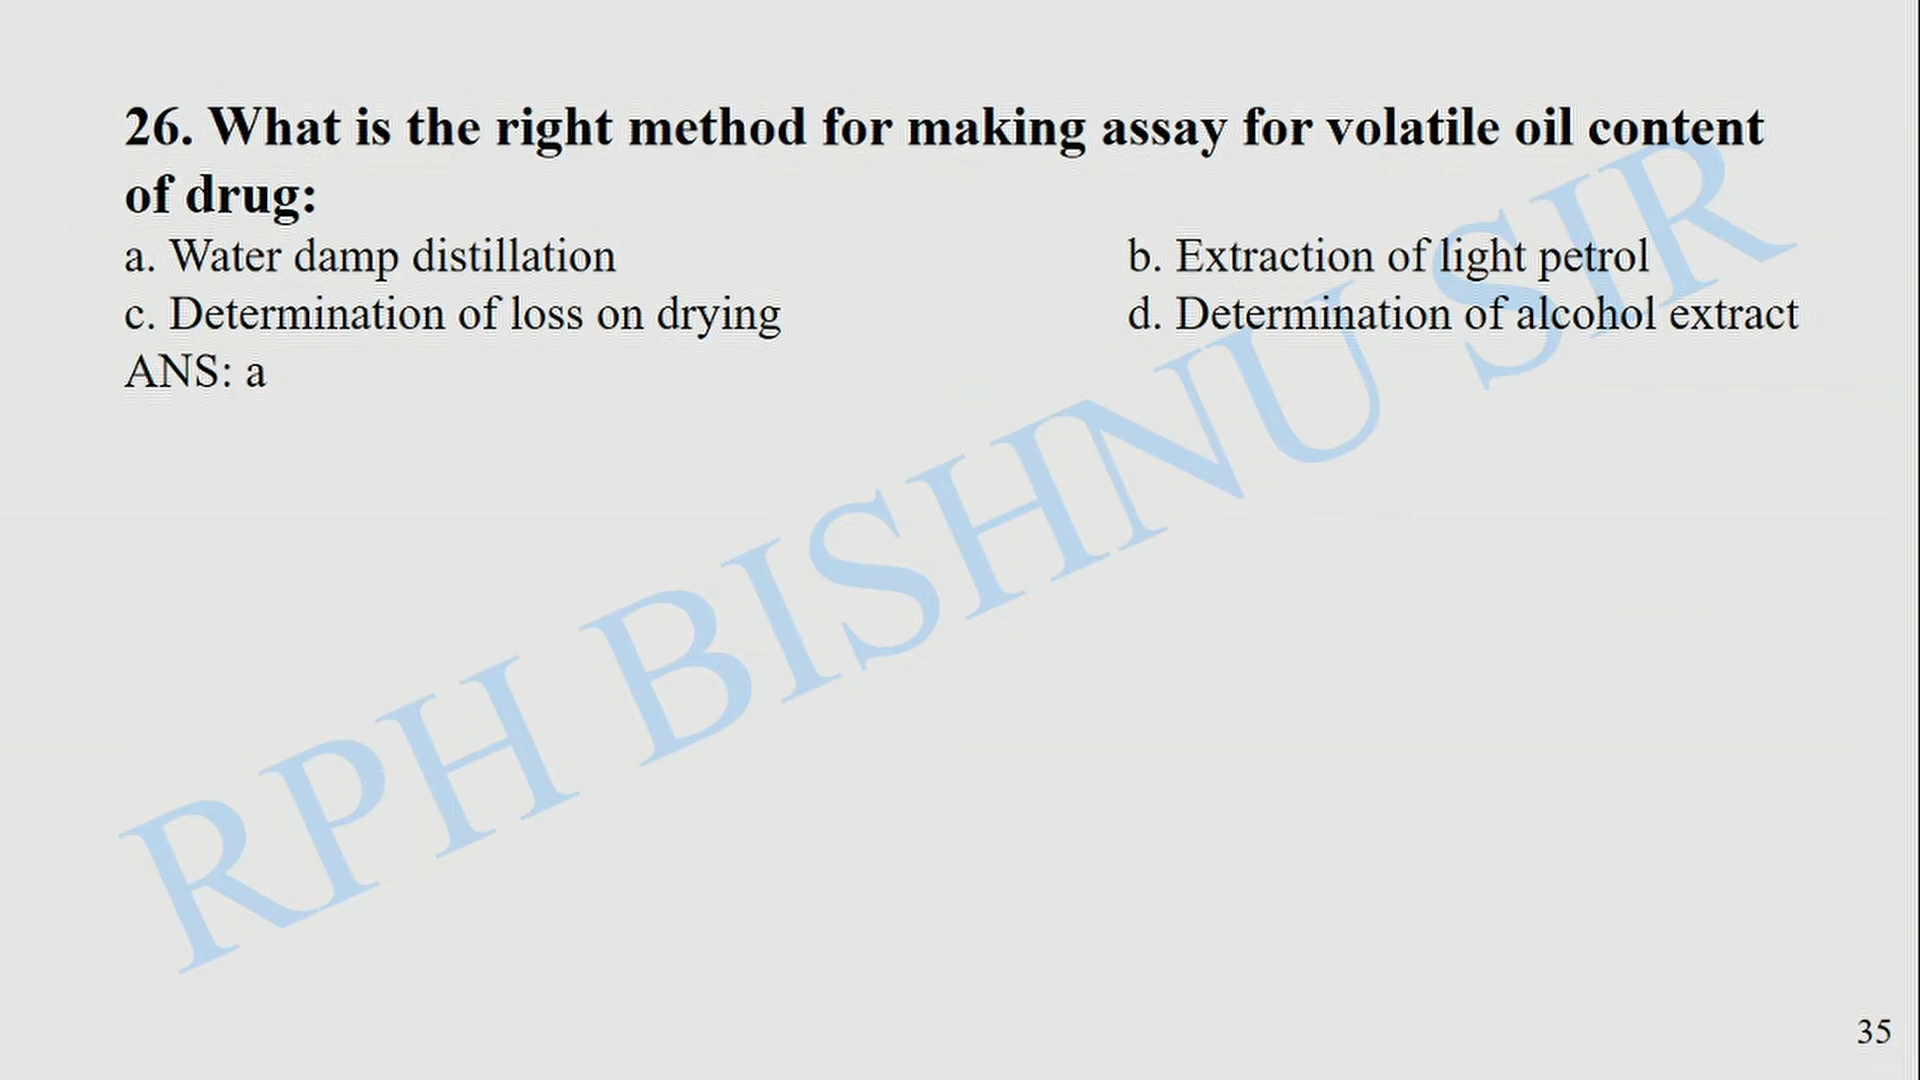 26. What is the right method for making assay for volatile oil content
of drug:
a. Water damp distillation b. Extraction of light petrol
c. Determination of loss on drying d. Determination of alcohol extract
ANS: a
RPH BISHNU SIR
35